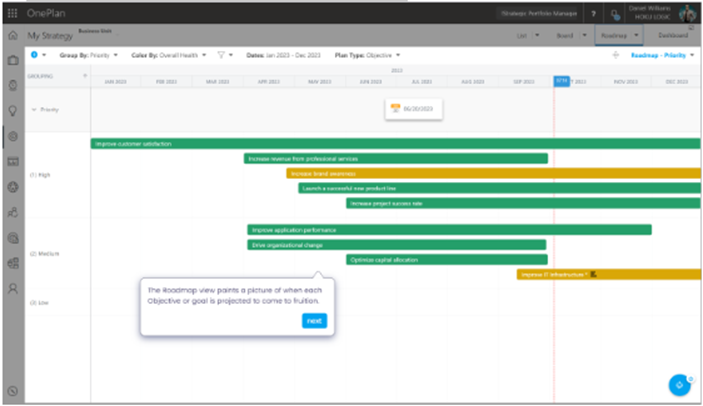 OnePlan
Strategic Portfolio Manager
?
Daniel Williams
HOKU LOGIC
My Strategy
Business Unit
List
Board
Roadmap
Dashboard
Group By: Priority
Color By: Overall Health
Dates: Jan 2023 - Dec 2023
Plan Type: Objective
Roadmap - Priority
GROUPING
2023
JAN 2023 FEB 2023 MAR 2023 APR 2023 MAY 2023 JUN 2023 JUL 2023 AUG 2023 SEP 2023 NOV 2023 DEC 2023
Priority
06/20/2023
Improve customer satisfaction
Increase revenue from professional services
(1) High
Increase brand awareness
Launch a successful new product line
Increase project success rate
Improve application performance
Drive organizational change
(2) Medium
Optimize capital allocation
Improve IT infrastructure *
(3) Low
The Roadmap view paints a picture of when each
Objective or goal is projected to come to fruition.
next